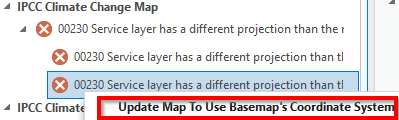 IPCC Climate Change Map
00230 Service layer has a different projection than the r
00230 Service layer has a different projection than tl
00230 Service layer has a different projection than tl
IPCC Climate
Update Map To Use Basemap's Coordinate System